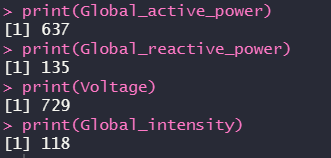 > print(Global_active_power)
[1] 637
> print(Global_reactive_power)
[1] 135
> print(Voltage)
[1] 729
> print(Global_intensity)
[1] 118